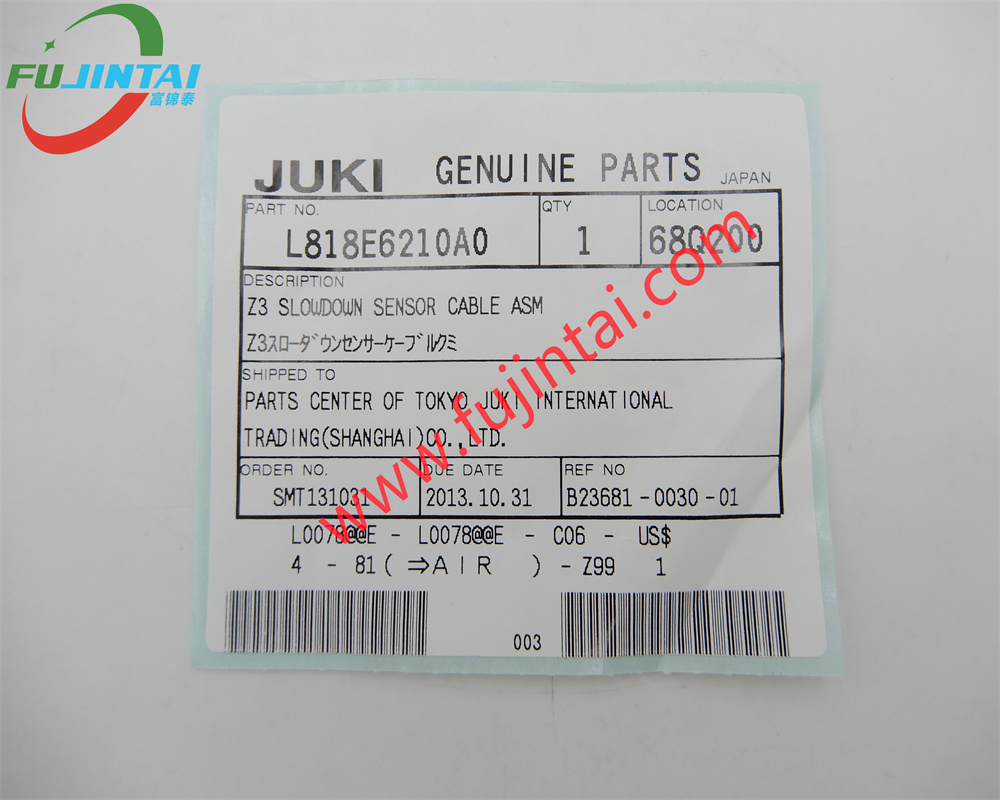 FUJINTAI
富锦泰
JUKI GENUINE PARTS JAPAN
PART NO. QTY LOCATION
L818E6210A0 1 68Q200
DESCRIPTION
Z3 SLOWDOWN SENSOR CABLE ASM
Z3スローダウンセンサーケーブルクミ
SHIPPED TO
PARTS CENTER OF TOKYO JUKI INTERNATIONAL
TRADING(SHANGHAI)CO.,LTD.
ORDER NO. DUE DATE REF NO
SMT131031 2013.10.31 B23681-0030-01
L0078@@E - L0078@@E - C06 - US$
4 - 81(⇒AIR ) - Z99 1
003
www.fujintai.com